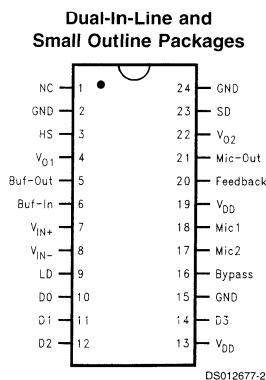 Dual-In-Line and
Small Outline Packages
NC 1 24 GND
GND 2 23 SD
HS 3 22 VO2
VO1 4 21 Mic-Out
Buf-Out 5 20 Feedback
Buf-In 6 19 VDD
VIN+ 7 18 Mic1
VIN- 8 17 Mic2
LD 9 16 Bypass
D0 10 15 GND
D1 11 14 D3
D2 12 13 VDD
DS012677-2